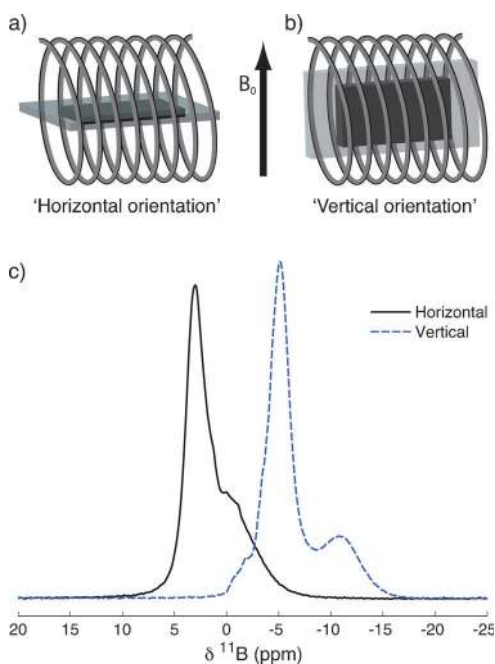 a)
b)
B₀
'Horizontal orientation'
'Vertical orientation'
c)
Horizontal
Vertical
20 15 10 5 0 -5 -10 -15 -20 -25
δ ¹¹B (ppm)